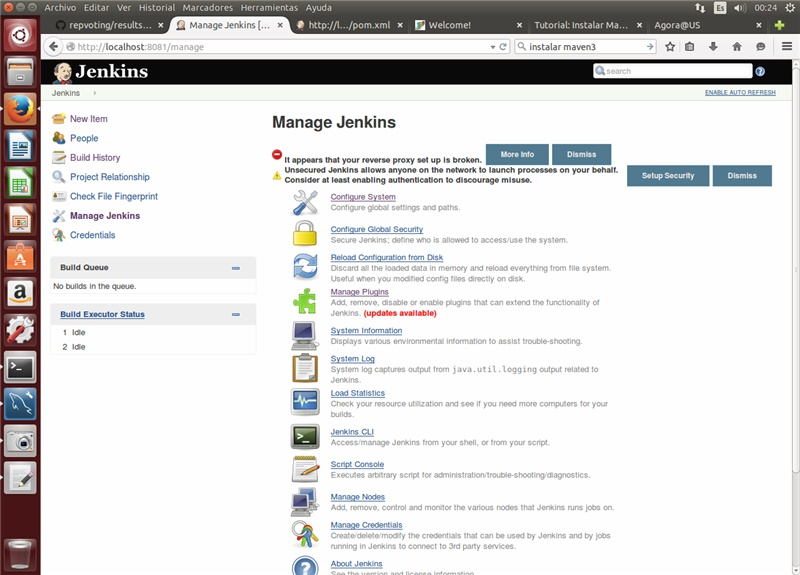 Archivo Editar Ver Historial Marcadores Herramientas Ayuda
Es
00:24
repvoting/results...
Manage Jenkins [...
http://l.../pom.xml
Welcome!
Tutorial: Instalar Ma...
Agora@US
http://localhost:8081/manage
instalar maven3
Jenkins
search
Jenkins
ENABLE AUTO REFRESH
New Item
People
Build History
Project Relationship
Check File Fingerprint
Manage Jenkins
Credentials
Build Queue
No builds in the queue.
Build Executor Status
1 Idle
2 Idle
Manage Jenkins
It appears that your reverse proxy set up is broken.
More Info
Dismiss
Unsecured Jenkins allows anyone on the network to launch processes on your behalf.
Consider at least enabling authentication to discourage misuse.
Setup Security
Dismiss
Configure System
Configure global settings and paths.
Configure Global Security
Secure Jenkins; define who is allowed to access/use the system.
Reload Configuration from Disk
Discard all the loaded data in memory and reload everything from file system.
Useful when you modified config files directly on disk.
Manage Plugins
Add, remove, disable or enable plugins that can extend the functionality of
Jenkins. (updates available)
System Information
Displays various environmental information to assist trouble-shooting.
System Log
System log captures output from java.util.logging output related to
Jenkins.
Load Statistics
Check your resource utilization and see if you need more computers for your
builds.
Jenkins CLI
Access/manage Jenkins from your shell, or from your script.
Script Console
Executes arbitrary script for administration/trouble-shooting/diagnostics.
Manage Nodes
Add, remove, control and monitor the various nodes that Jenkins runs jobs on.
Manage Credentials
Create/delete/modify the credentials that can be used by Jenkins and by jobs
running in Jenkins to connect to 3rd party services.
About Jenkins
See the version and license information.